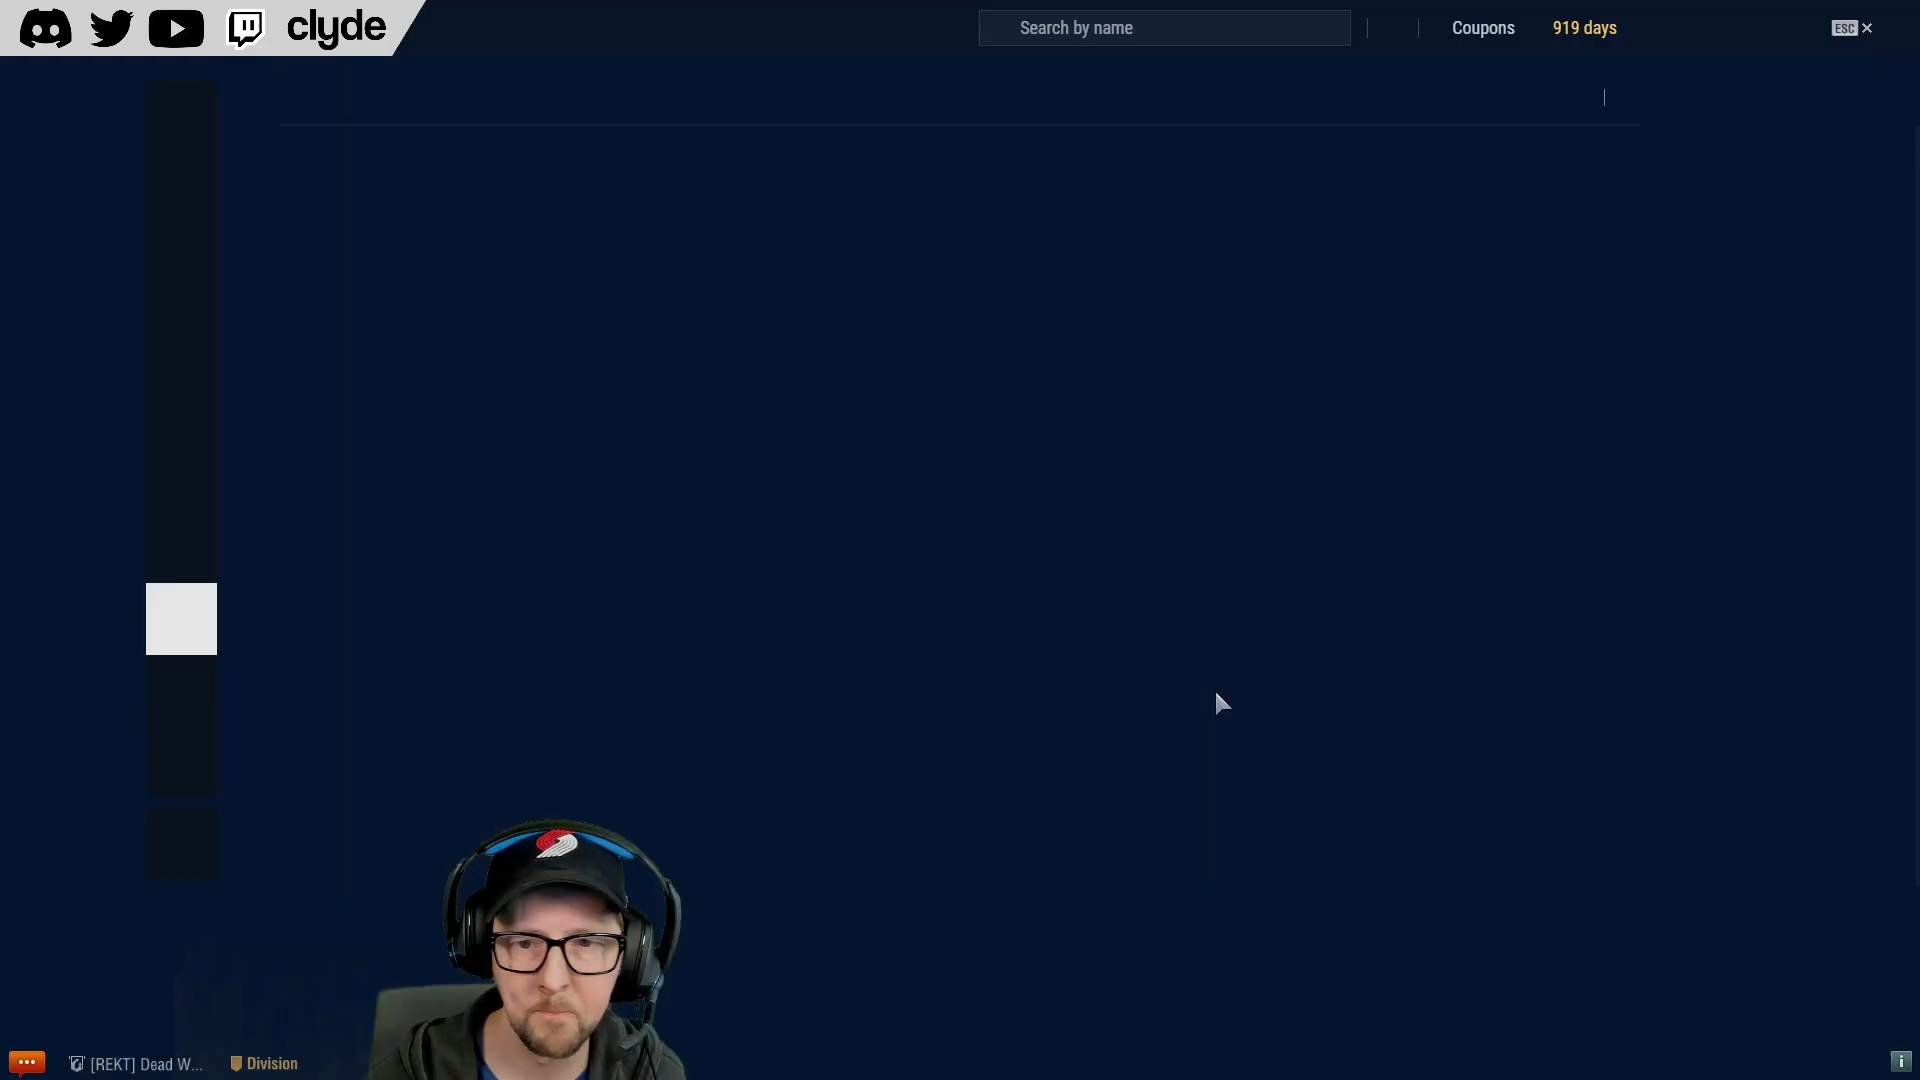 clyde
Search by name
Coupons
919 days
ESC
[REKT] Dead W...
Division